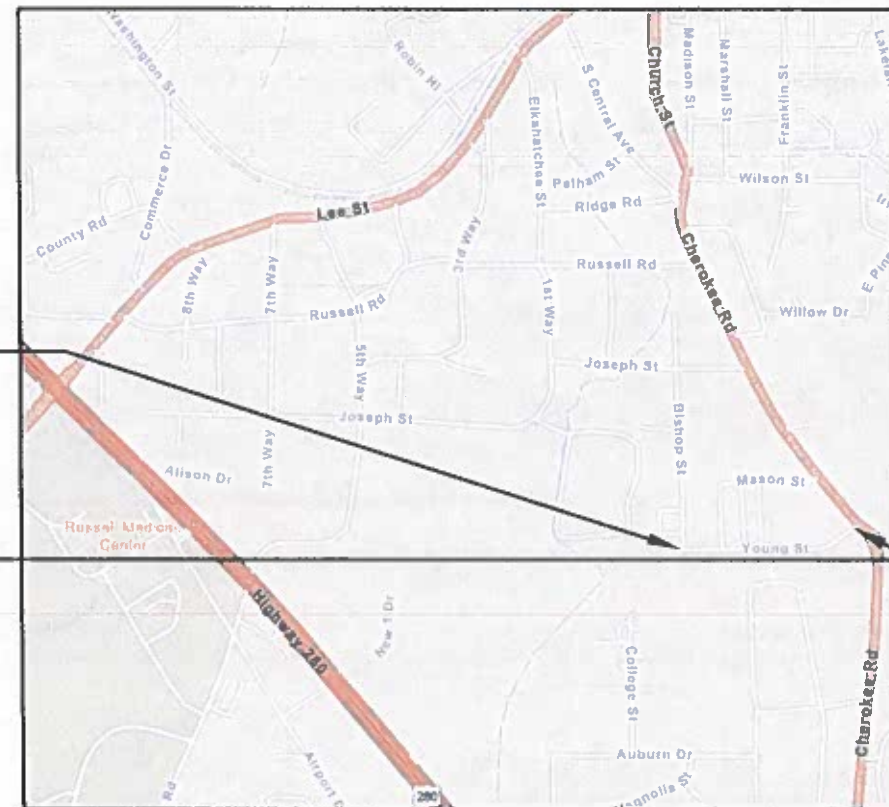 Washington St
Robin Hl
S Central Ave
Church St
Madison St
Marshall St
Franklin St
Elkahatchee St
Pelham St
Wilson St
Commerce Dr
Ridge Rd
County Rd
Lee St
3rd Way
Cherokee Rd
Russell Rd
8th Way
7th Way
Russell Rd
1st Way
Willow Dr
E Pine
5th Way
Joseph St
Joseph St
Bishop St
Alison Dr
7th Way
Mason St
Russel Medical
Center
Young St
Highway 280
New 1 Dr
College St
Cherokee Rd
Auburn Dr
Airport D
Rd
280
Magnolia St